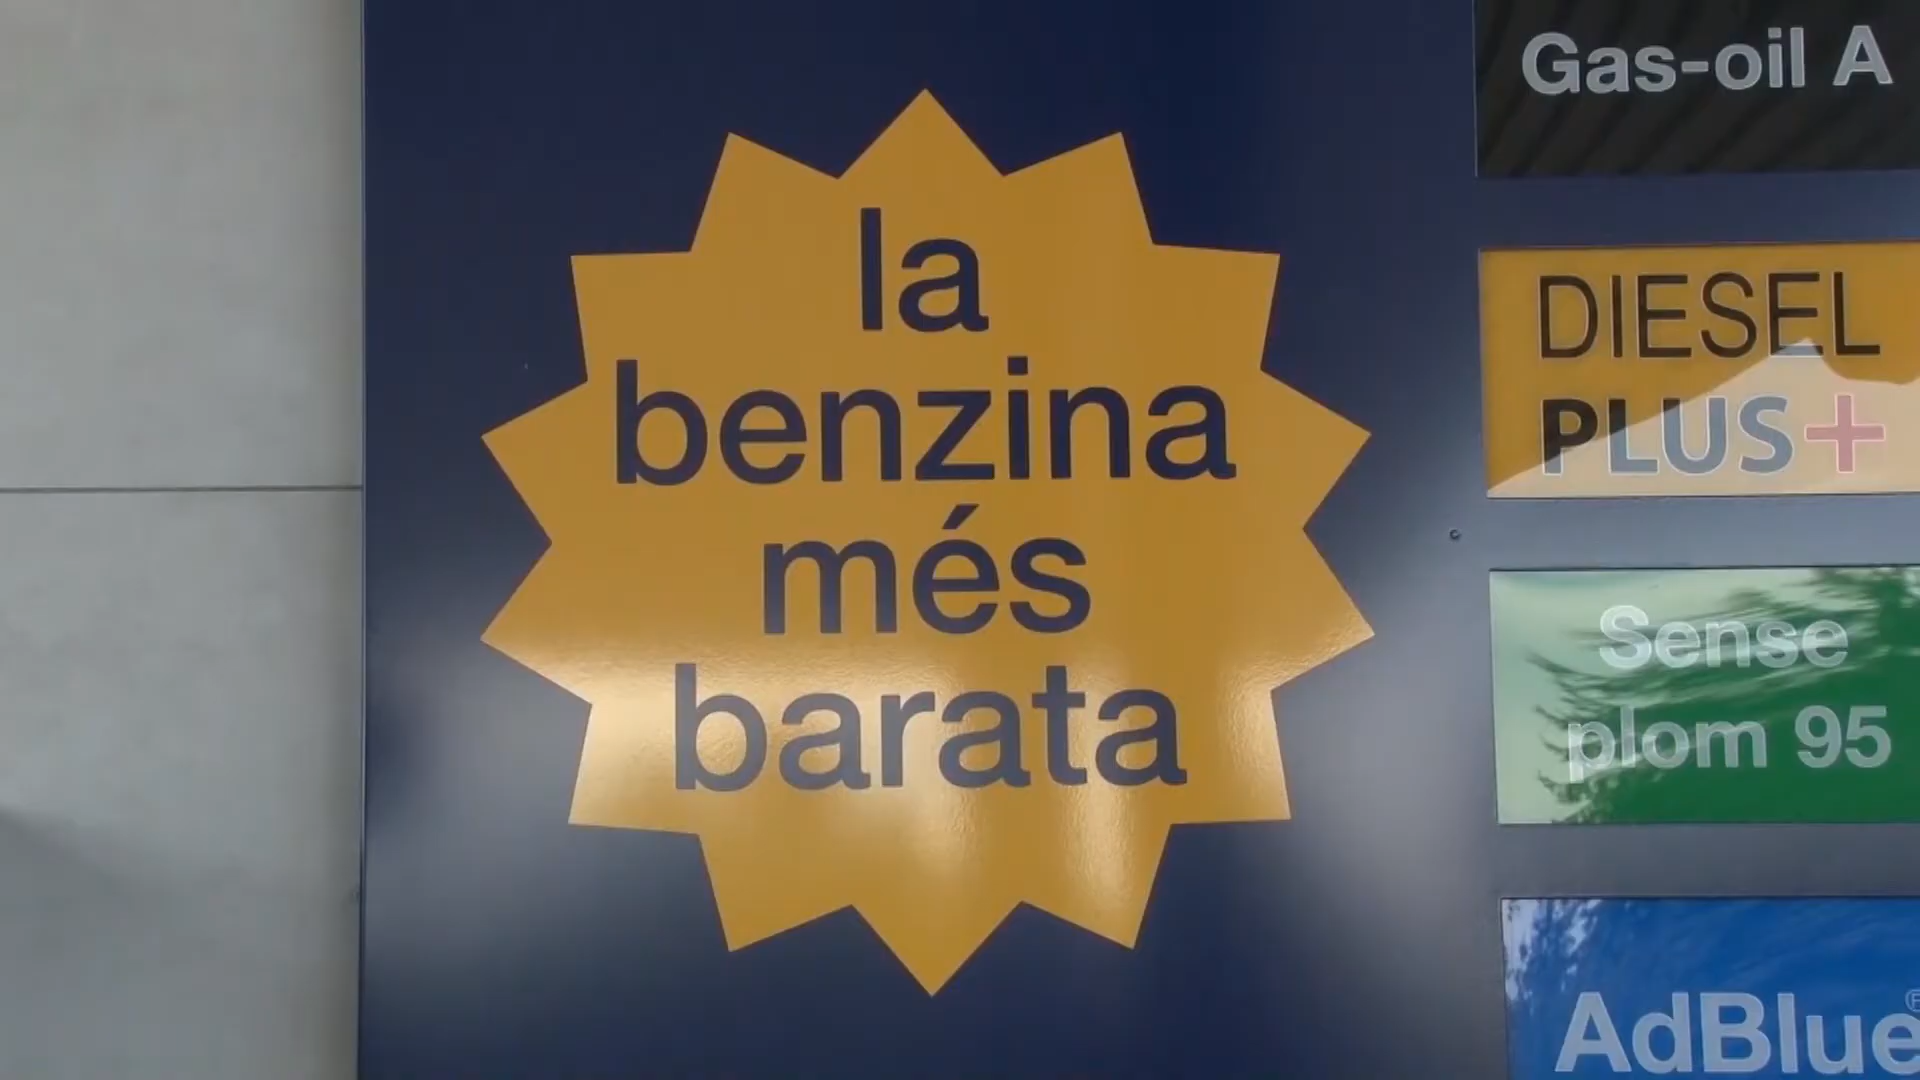 la
benzina
més
barata
Gas-oil A
DIESEL
PLUS+
Sense
plom 95
AdBlue®